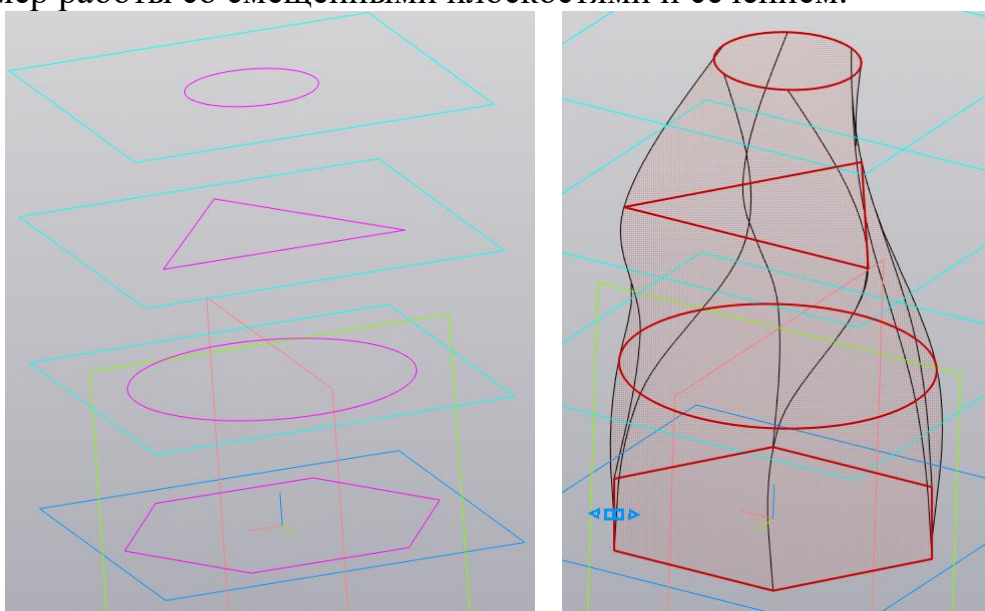 мер работы со смещенными плоскостями и сечением.